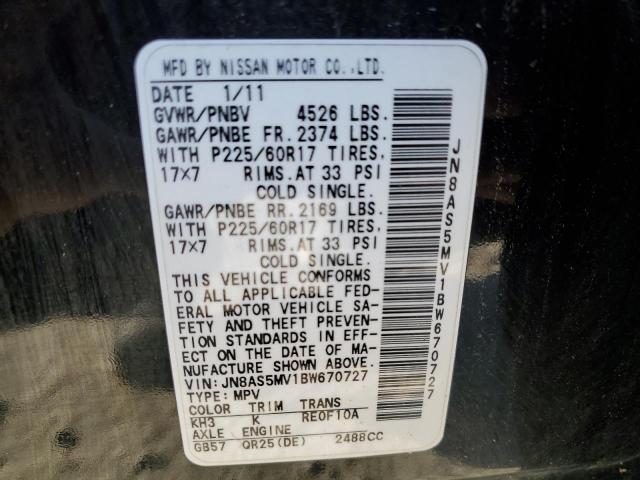 MFD BY NISSAN MOTOR CO.,LTD.
DATE 1/11
GVWR/PNBV 4526 LBS.
GAWR/PNBE FR. 2374 LBS.
WITH P225/60R17 TIRES,
17×7 RIMS.AT 33 PSI
COLD SINGLE.
GAWR/PNBE RR. 2169 LBS.
WITH P225/60R17 TIRES,
17×7 RIMS.AT 33 PSI
COLD SINGLE.
THIS VEHICLE CONFORMS
TO ALL APPLICABLE FED-
ERAL MOTOR VEHICLE SA-
FETY AND THEFT PREVEN-
TION STANDARDS IN EFF-
ECT ON THE DATE OF MA-
NUFACTURE SHOWN ABOVE.
VIN: JN8AS5MV1BW670727
TYPE: MPV
COLOR TRIM TRANS
KH3 K RE0F10A
AXLE ENGINE
GB57 QR25(DE) 2488CC
JN8AS5MV1BW670727